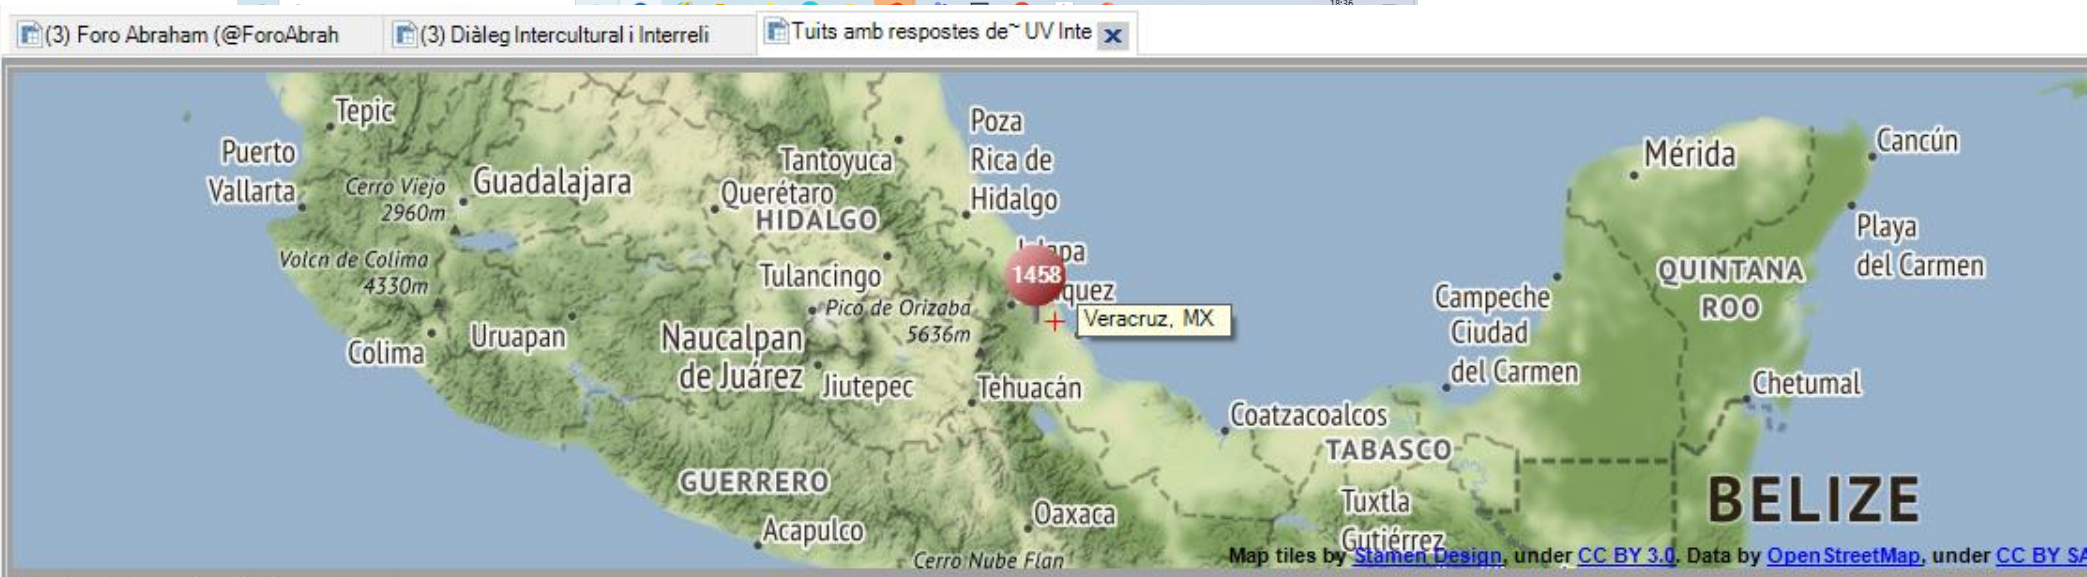 18:36
(3) Foro Abraham (@ForoAbrah
(3) Diàleg Intercultural i Interreli
Tuits amb respostes de~ UV Inte
Tepic
Puerto
Vallarta
Cerro Viejo
2960m
Guadalajara
Volcn de Colima
4330m
Colima
Uruapan
Tantoyuca
Querétaro
HIDALGO
Poza
Rica de
Hidalgo
Tulancingo
Pico de Orizaba
5636m
1458
Veracruz, MX
Naucalpan
de Juárez
Jiutepec
Tehuacán
GUERRERO
Acapulco
Oaxaca
Cerro Nube Flan
Coatzacoalcos
TABASCO
Tuxtla
Gutiérrez
Campeche
Ciudad
del Carmen
Mérida
Cancún
Playa
del Carmen
QUINTANA
ROO
Chetumal
BELIZE
Map tiles by Stamen Design, under CC BY 3.0. Data by OpenStreetMap, under CC BY SA